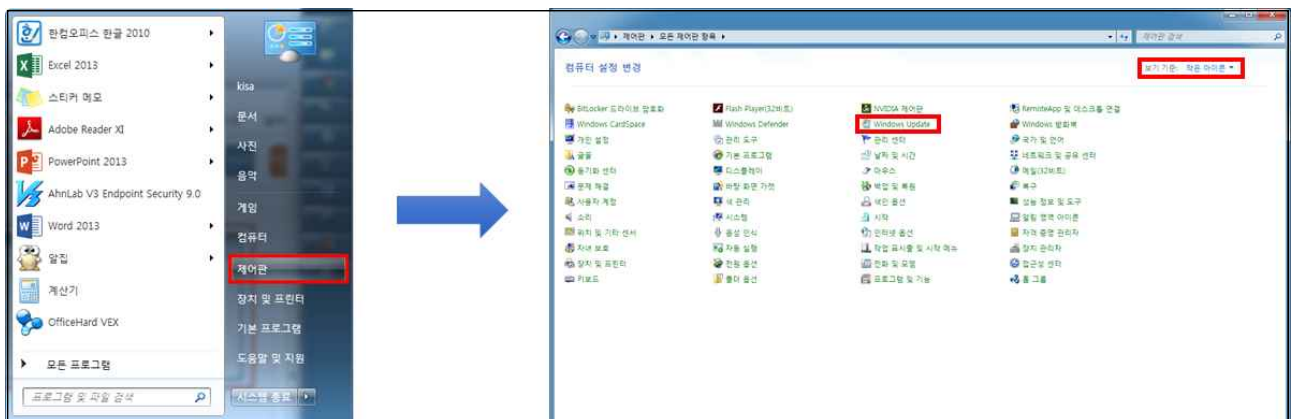 한컴오피스 한글 2010
Excel 2013
스티커 메모
Adobe Reader XI
PowerPoint 2013
AhnLab V3 Endpoint Security 9.0
Word 2013
알집
계산기
OfficeHard VEX
모든 프로그램
프로그램 및 파일 검색
kisa
문서
사진
음악
게임
컴퓨터
제어판
장치 및 프린터
기본 프로그램
도움말 및 지원
시스템 종료
제어판 ▸ 모든 제어판 항목 ▸
제어판 검색
컴퓨터 설정 변경
보기 기준: 작은 아이콘
BitLocker 드라이브 암호화
Flash Player(32비트)
NVIDIA 제어판
RemoteApp 및 데스크톱 연결
Windows CardSpace
Windows Defender
Windows Update
Windows 방화벽
개인 설정
관리 도구
관리 센터
국가 및 언어
글꼴
기본 프로그램
날짜 및 시간
네트워크 및 공유 센터
동기화 센터
디스플레이
마우스
메일(32비트)
문제 해결
바탕 화면 가젯
백업 및 복원
복구
사용자 계정
색 관리
색인 옵션
성능 정보 및 도구
소리
시스템
시작
알림 영역 아이콘
위치 및 기타 센서
음성 인식
인터넷 옵션
자격 증명 관리자
자녀 보호
자동 실행
작업 표시줄 및 시작 메뉴
장치 관리자
장치 및 프린터
전원 옵션
전화 및 모뎀
접근성 센터
키보드
폴더 옵션
프로그램 및 기능
홈 그룹